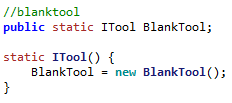 //blanktool
public static ITool BlankTool;
static ITool() {
BlankTool = new BlankTool();
}